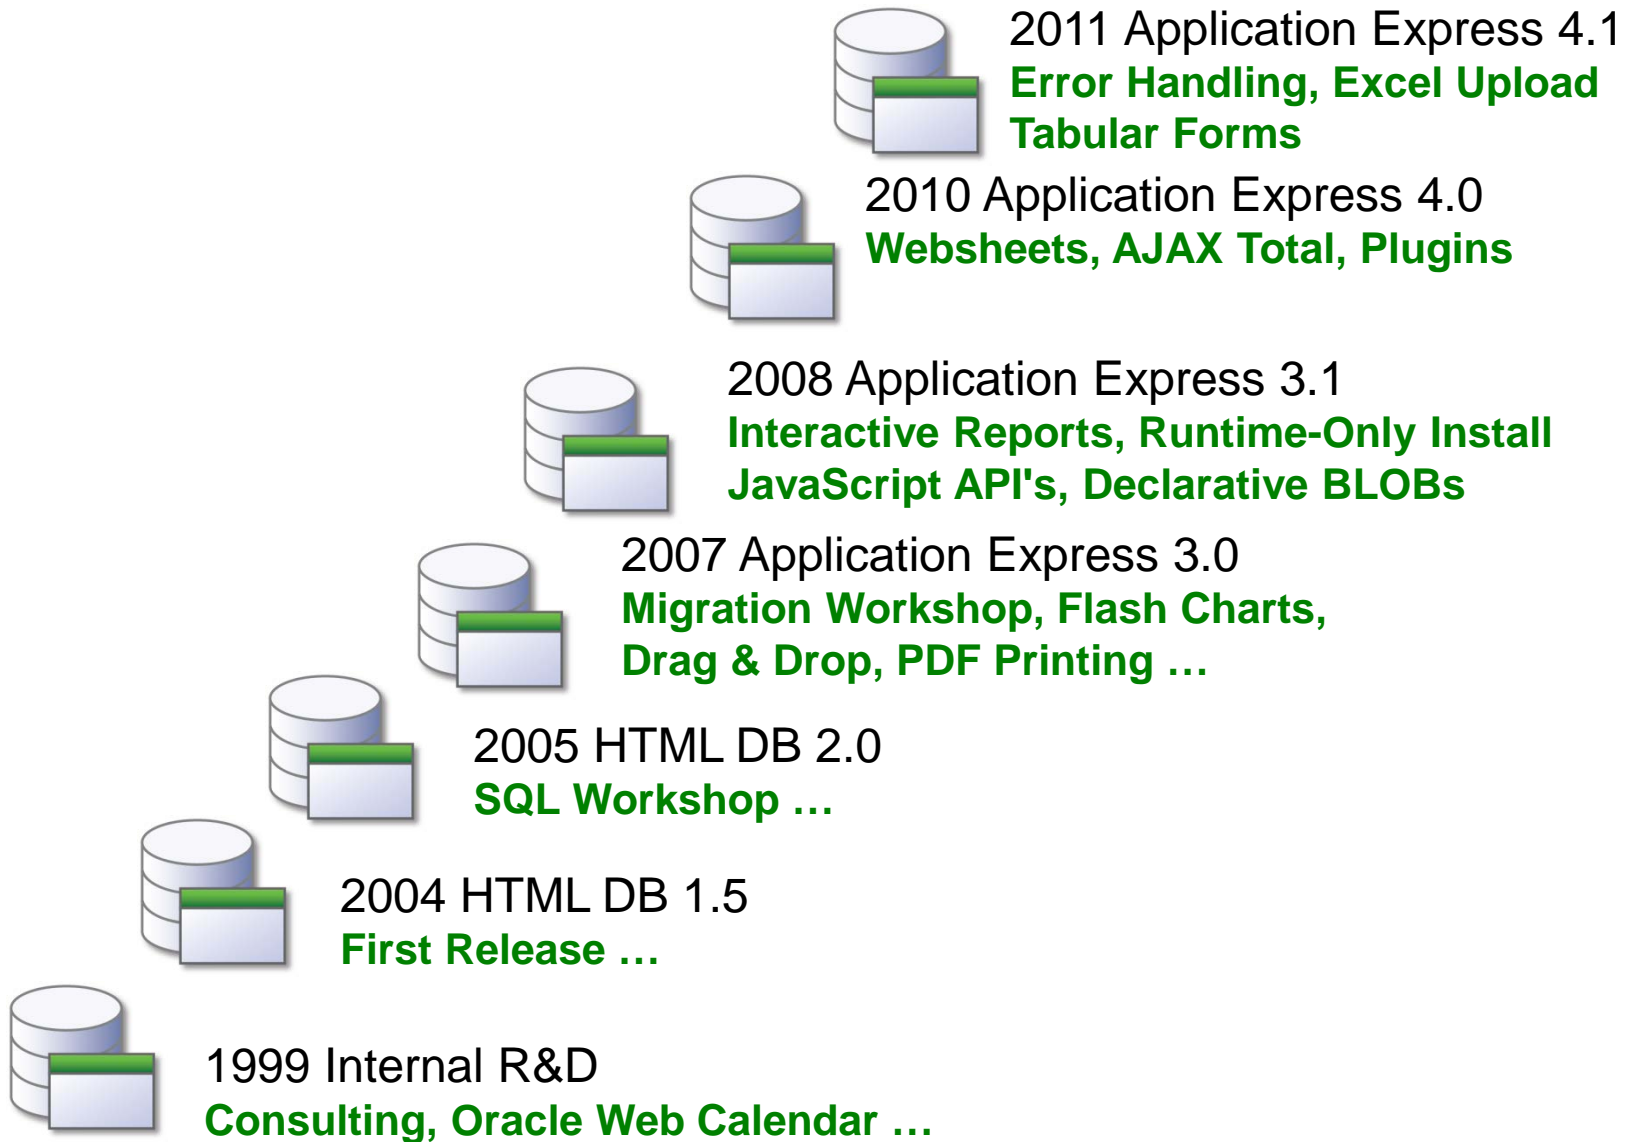 2011 Application Express 4.1
Error Handling, Excel Upload
Tabular Forms
2010 Application Express 4.0
Websheets, AJAX Total, Plugins
2008 Application Express 3.1
Interactive Reports, Runtime-Only Install
JavaScript API's, Declarative BLOBs
2007 Application Express 3.0
Migration Workshop, Flash Charts,
Drag & Drop, PDF Printing …
2005 HTML DB 2.0
SQL Workshop …
2004 HTML DB 1.5
First Release …
1999 Internal R&D
Consulting, Oracle Web Calendar …